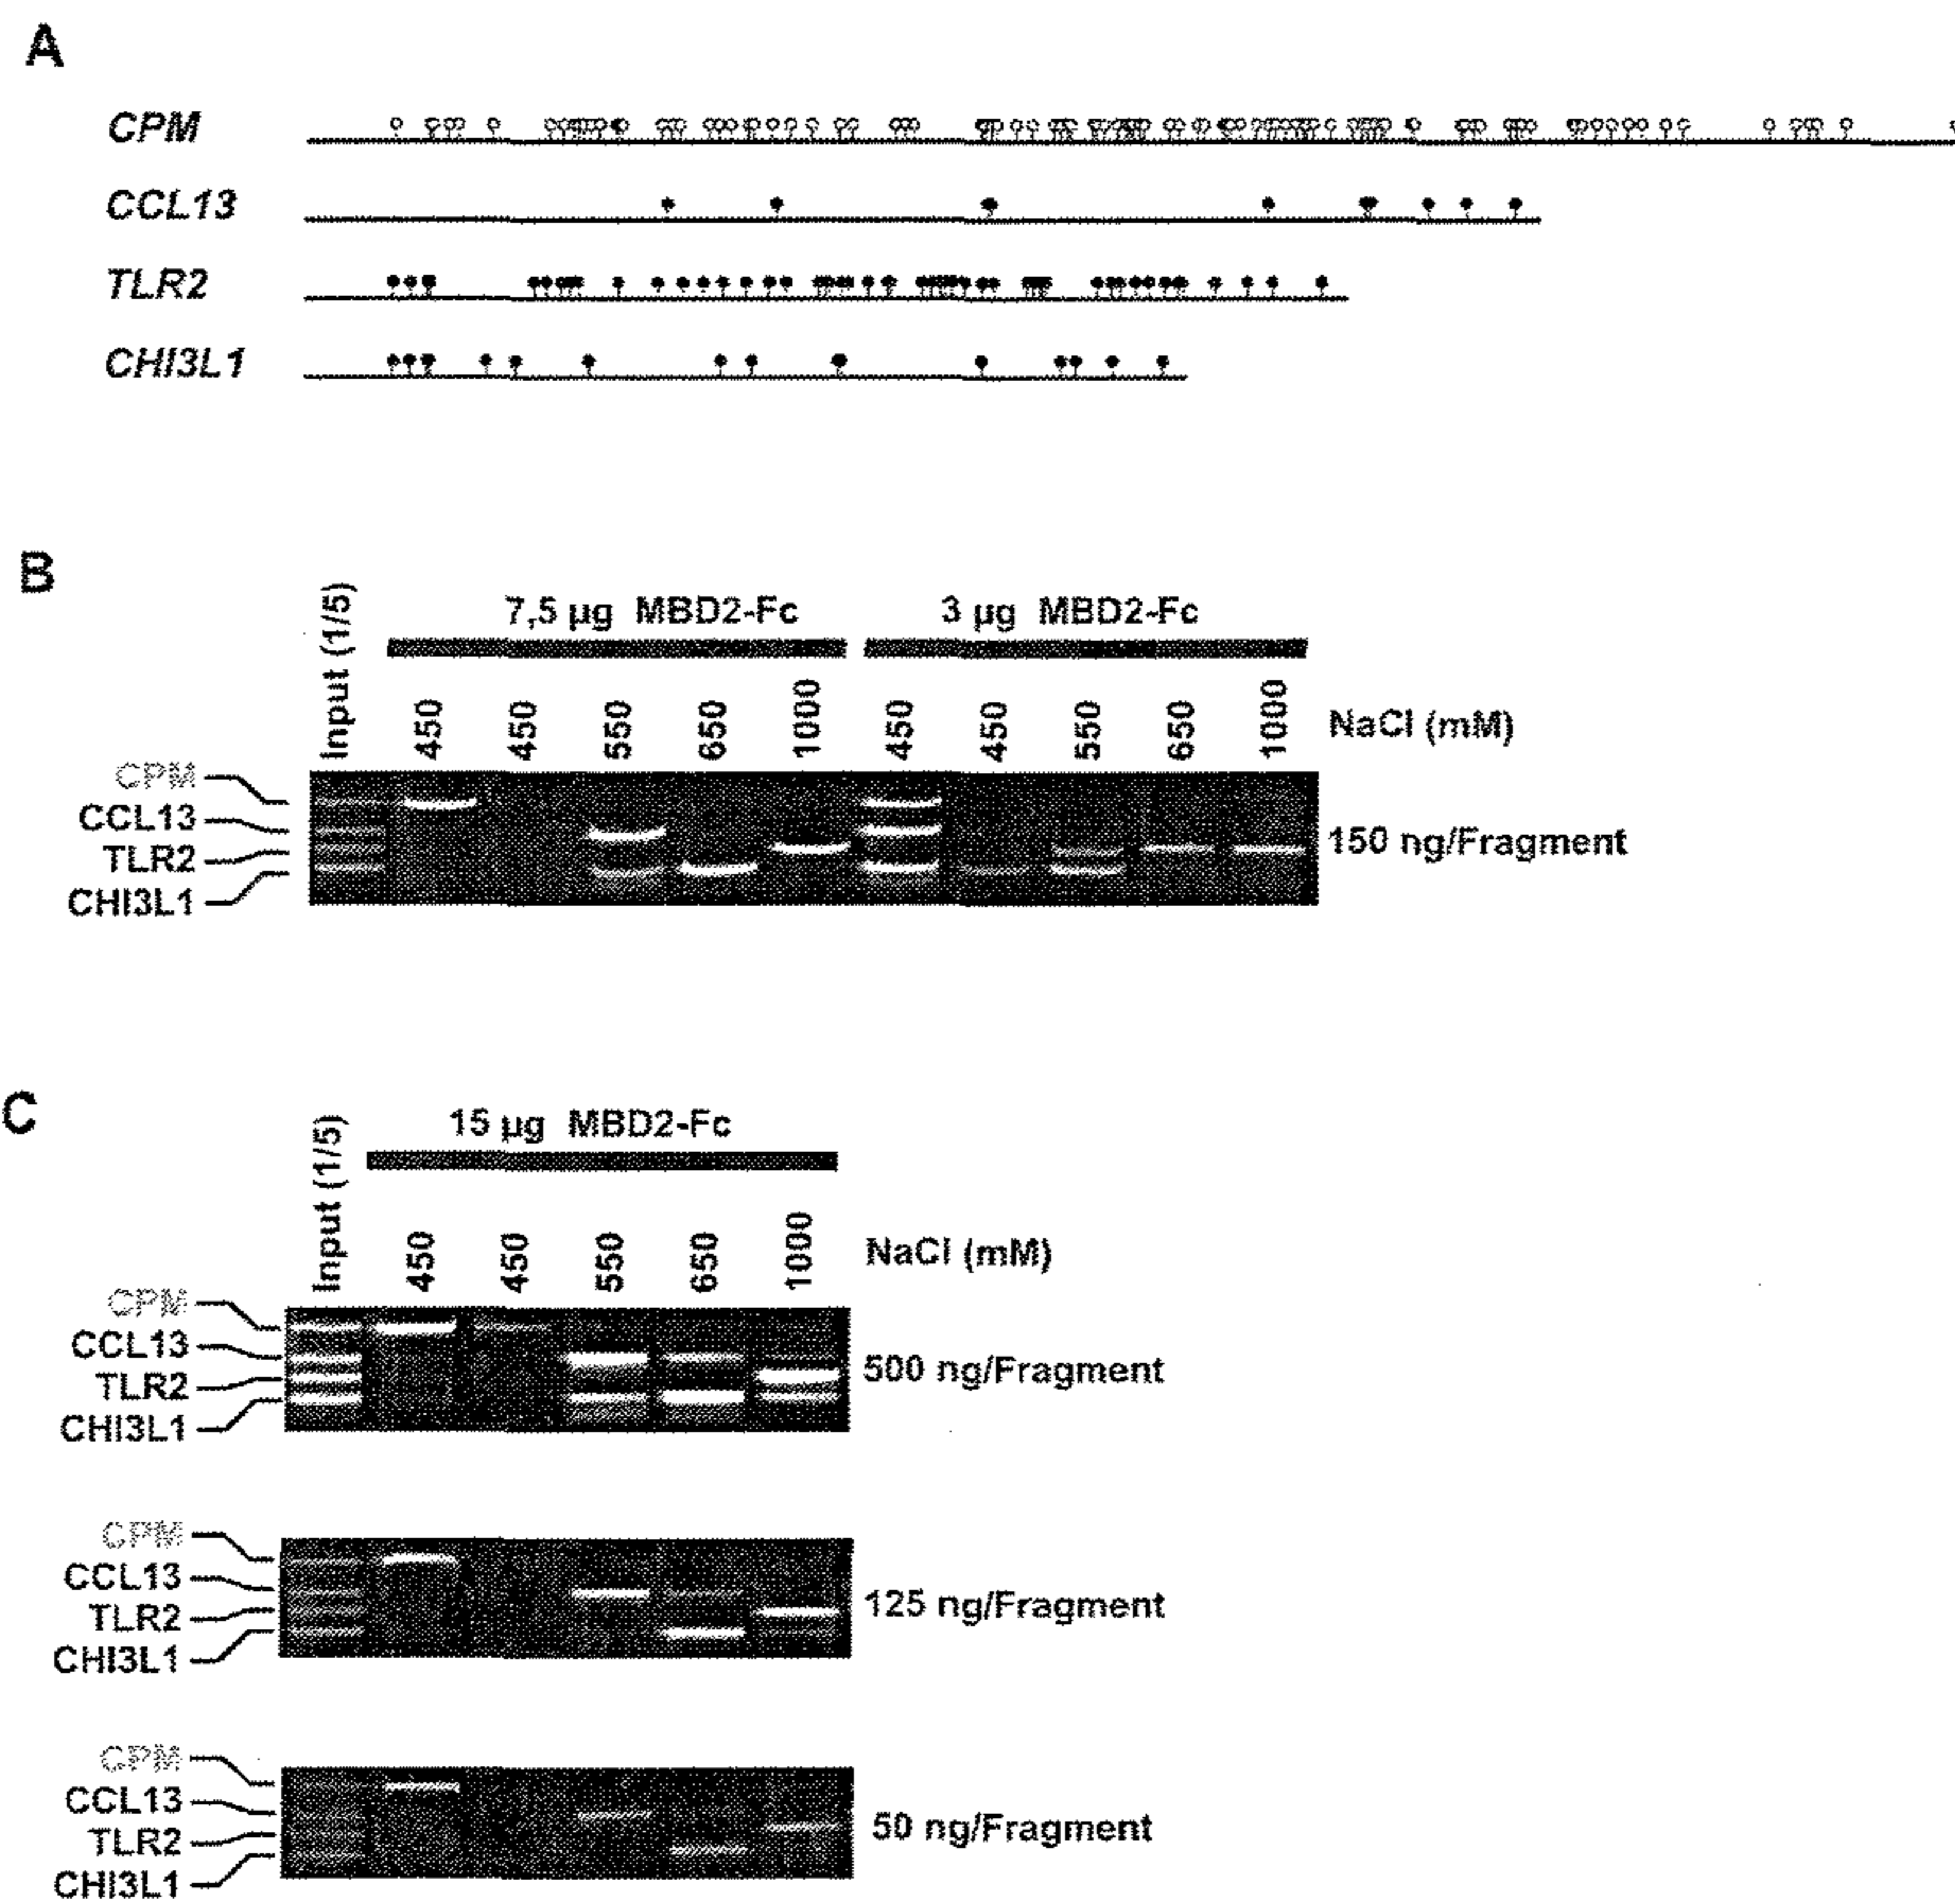 A
CPM
CCL13
TLR2
CHI3L1
B
Input (1/5)
7,5 µg MBD2-Fc
3 µg MBD2-Fc
450 450 550 650 1000 450 450 550 650 1000
NaCl (mM)
CPM
CCL13
TLR2
CHI3L1
150 ng/Fragment
C
Input (1/5)
15 µg MBD2-Fc
450 450 550 650 1000
NaCl (mM)
CPM
CCL13
TLR2
CHI3L1
500 ng/Fragment
CPM
CCL13
TLR2
CHI3L1
125 ng/Fragment
CPM
CCL13
TLR2
CHI3L1
50 ng/Fragment